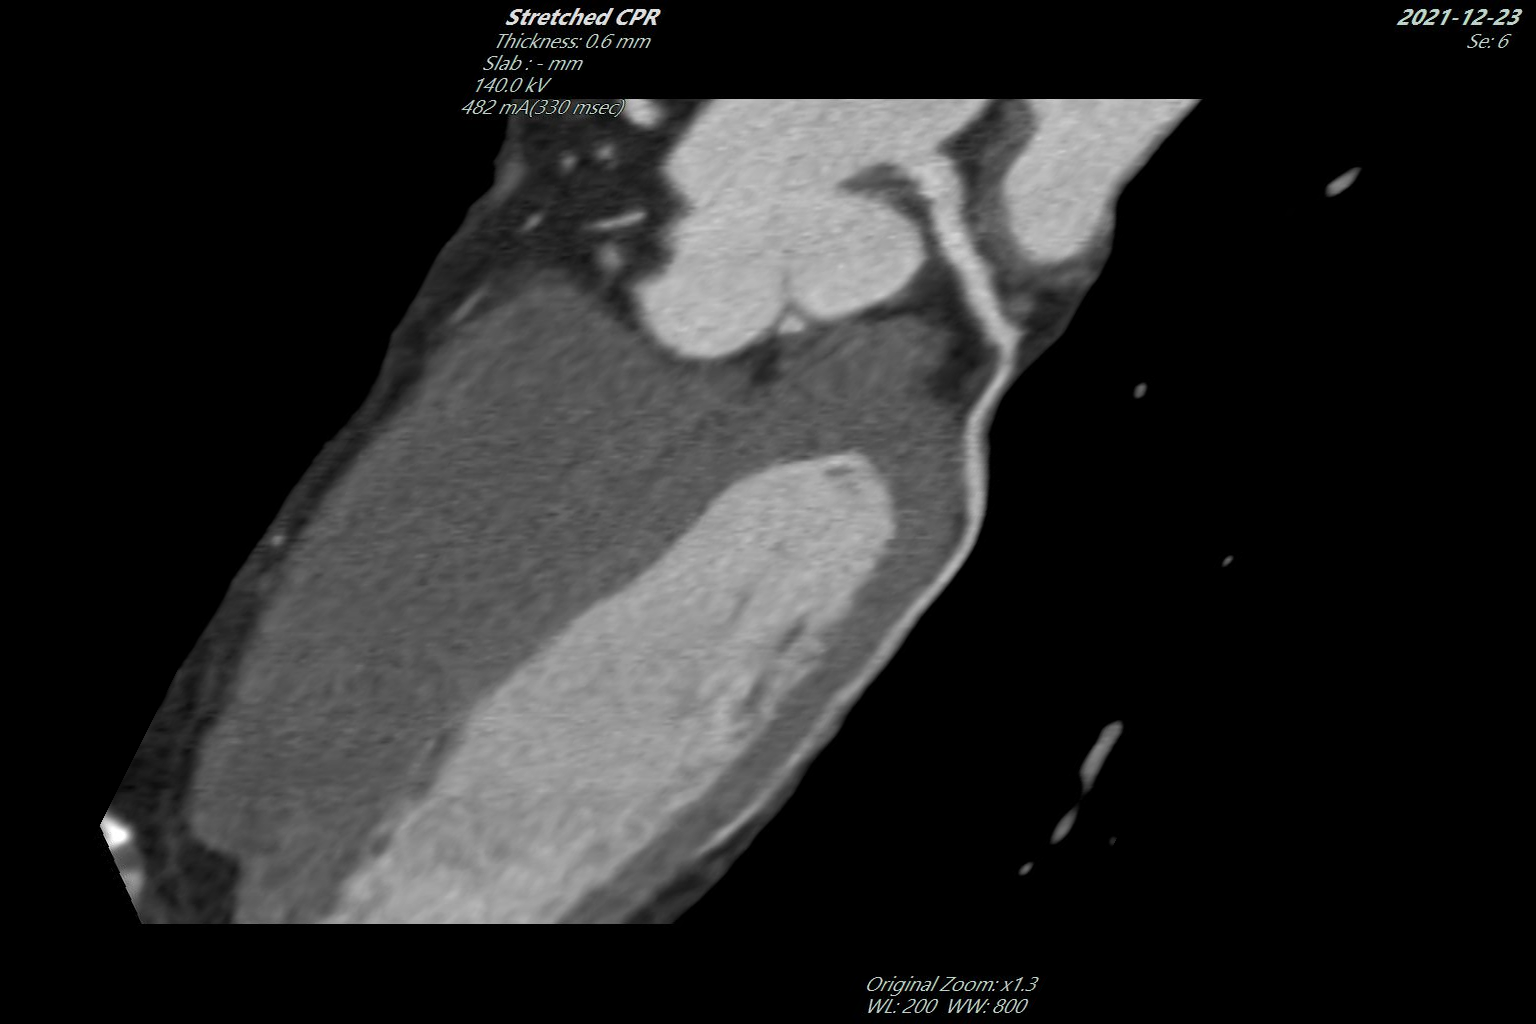 Stretched CPR
Thickness: 0.6 mm
Slab : - mm
140.0 kV
482 mA(330 msec)
2021-12-23
Se: 6
Original Zoom: x1.3
WL: 200 WW: 800